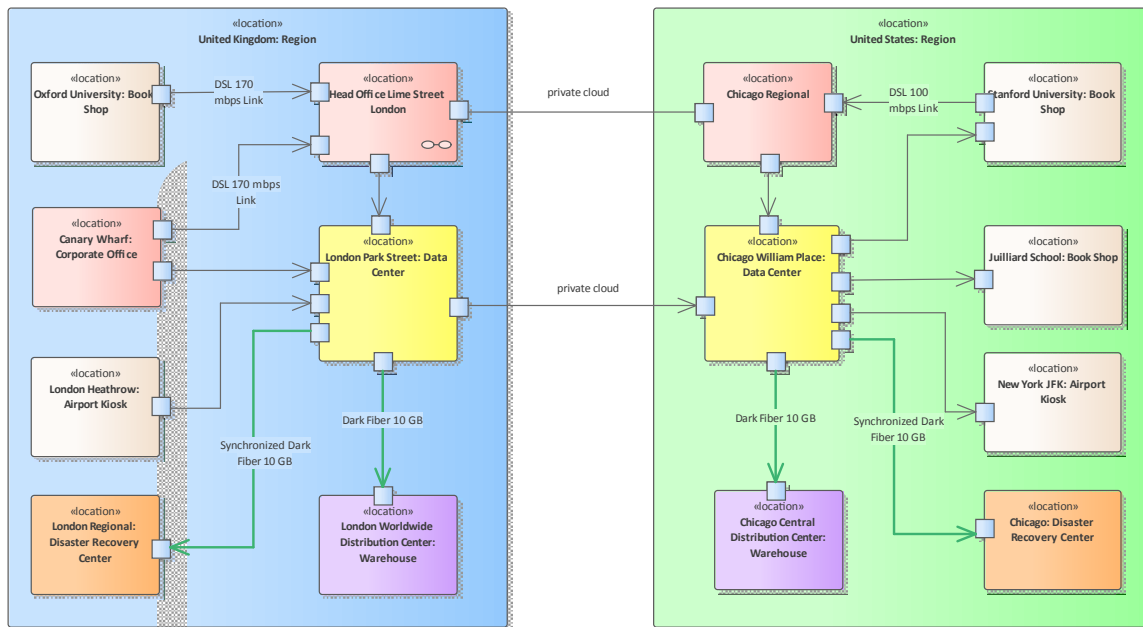 «location»
United Kingdom: Region
«location»
Oxford University: Book
Shop
DSL 170
mbps Link
«location»
Head Office Lime Street
London
DSL 170 mbps
Link
«location»
Canary Wharf:
Corporate Office
«location»
London Park Street: Data
Center
«location»
London Heathrow:
Airport Kiosk
Dark Fiber 10 GB
Synchronized Dark
Fiber 10 GB
«location»
London Regional:
Disaster Recovery
Center
«location»
London Worldwide
Distribution Center:
Warehouse
private cloud
private cloud
«location»
United States: Region
«location»
Chicago Regional
DSL 100
mbps Link
«location»
Stanford University: Book
Shop
«location»
Chicago William Place:
Data Center
«location»
Juilliard School: Book Shop
«location»
New York JFK: Airport
Kiosk
Dark Fiber 10 GB
Synchronized Dark
Fiber 10 GB
«location»
Chicago Central
Distribution Center:
Warehouse
«location»
Chicago: Disaster
Recovery Center